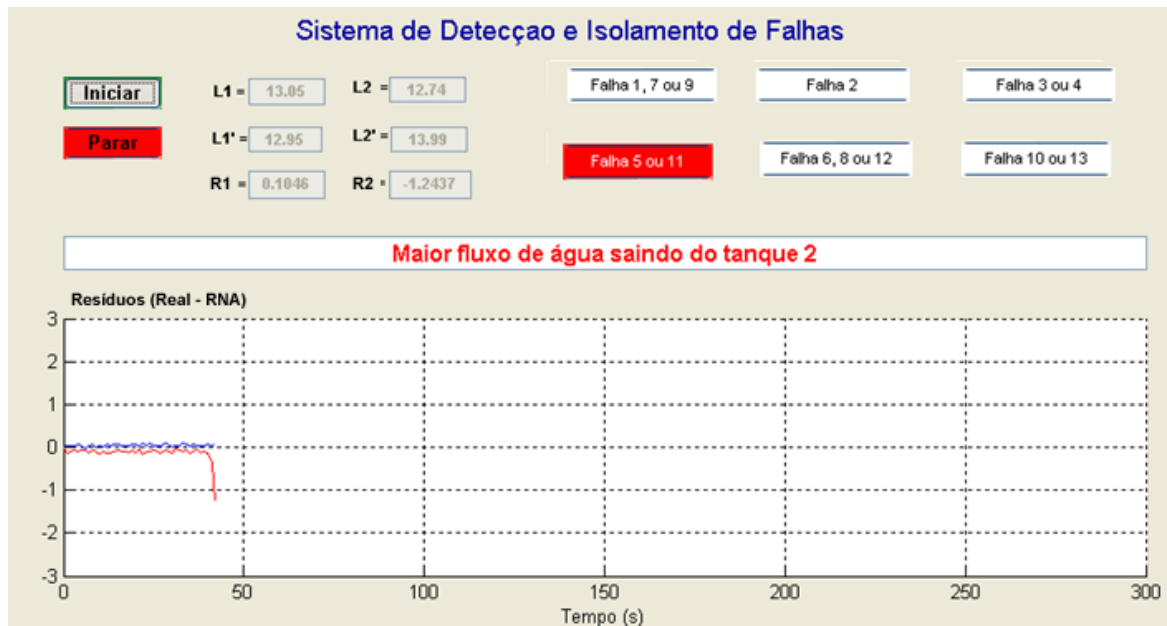 Sistema de Detecçao e Isolamento de Falhas
Iniciar
L1 = 13.05
L2 = 12.74
Falha 1, 7 ou 9
Falha 2
Falha 3 ou 4
Parar
L1' = 12.95
L2' = 13.99
Falha 5 ou 11
Falha 6, 8 ou 12
Falha 10 ou 13
R1 = 0.1046
R2 = -1.2437
Maior fluxo de água saindo do tanque 2
Resíduos (Real - RNA)
3
2
1
0
-1
-2
-3
0 50 100 150 200 250 300
Tempo (s)